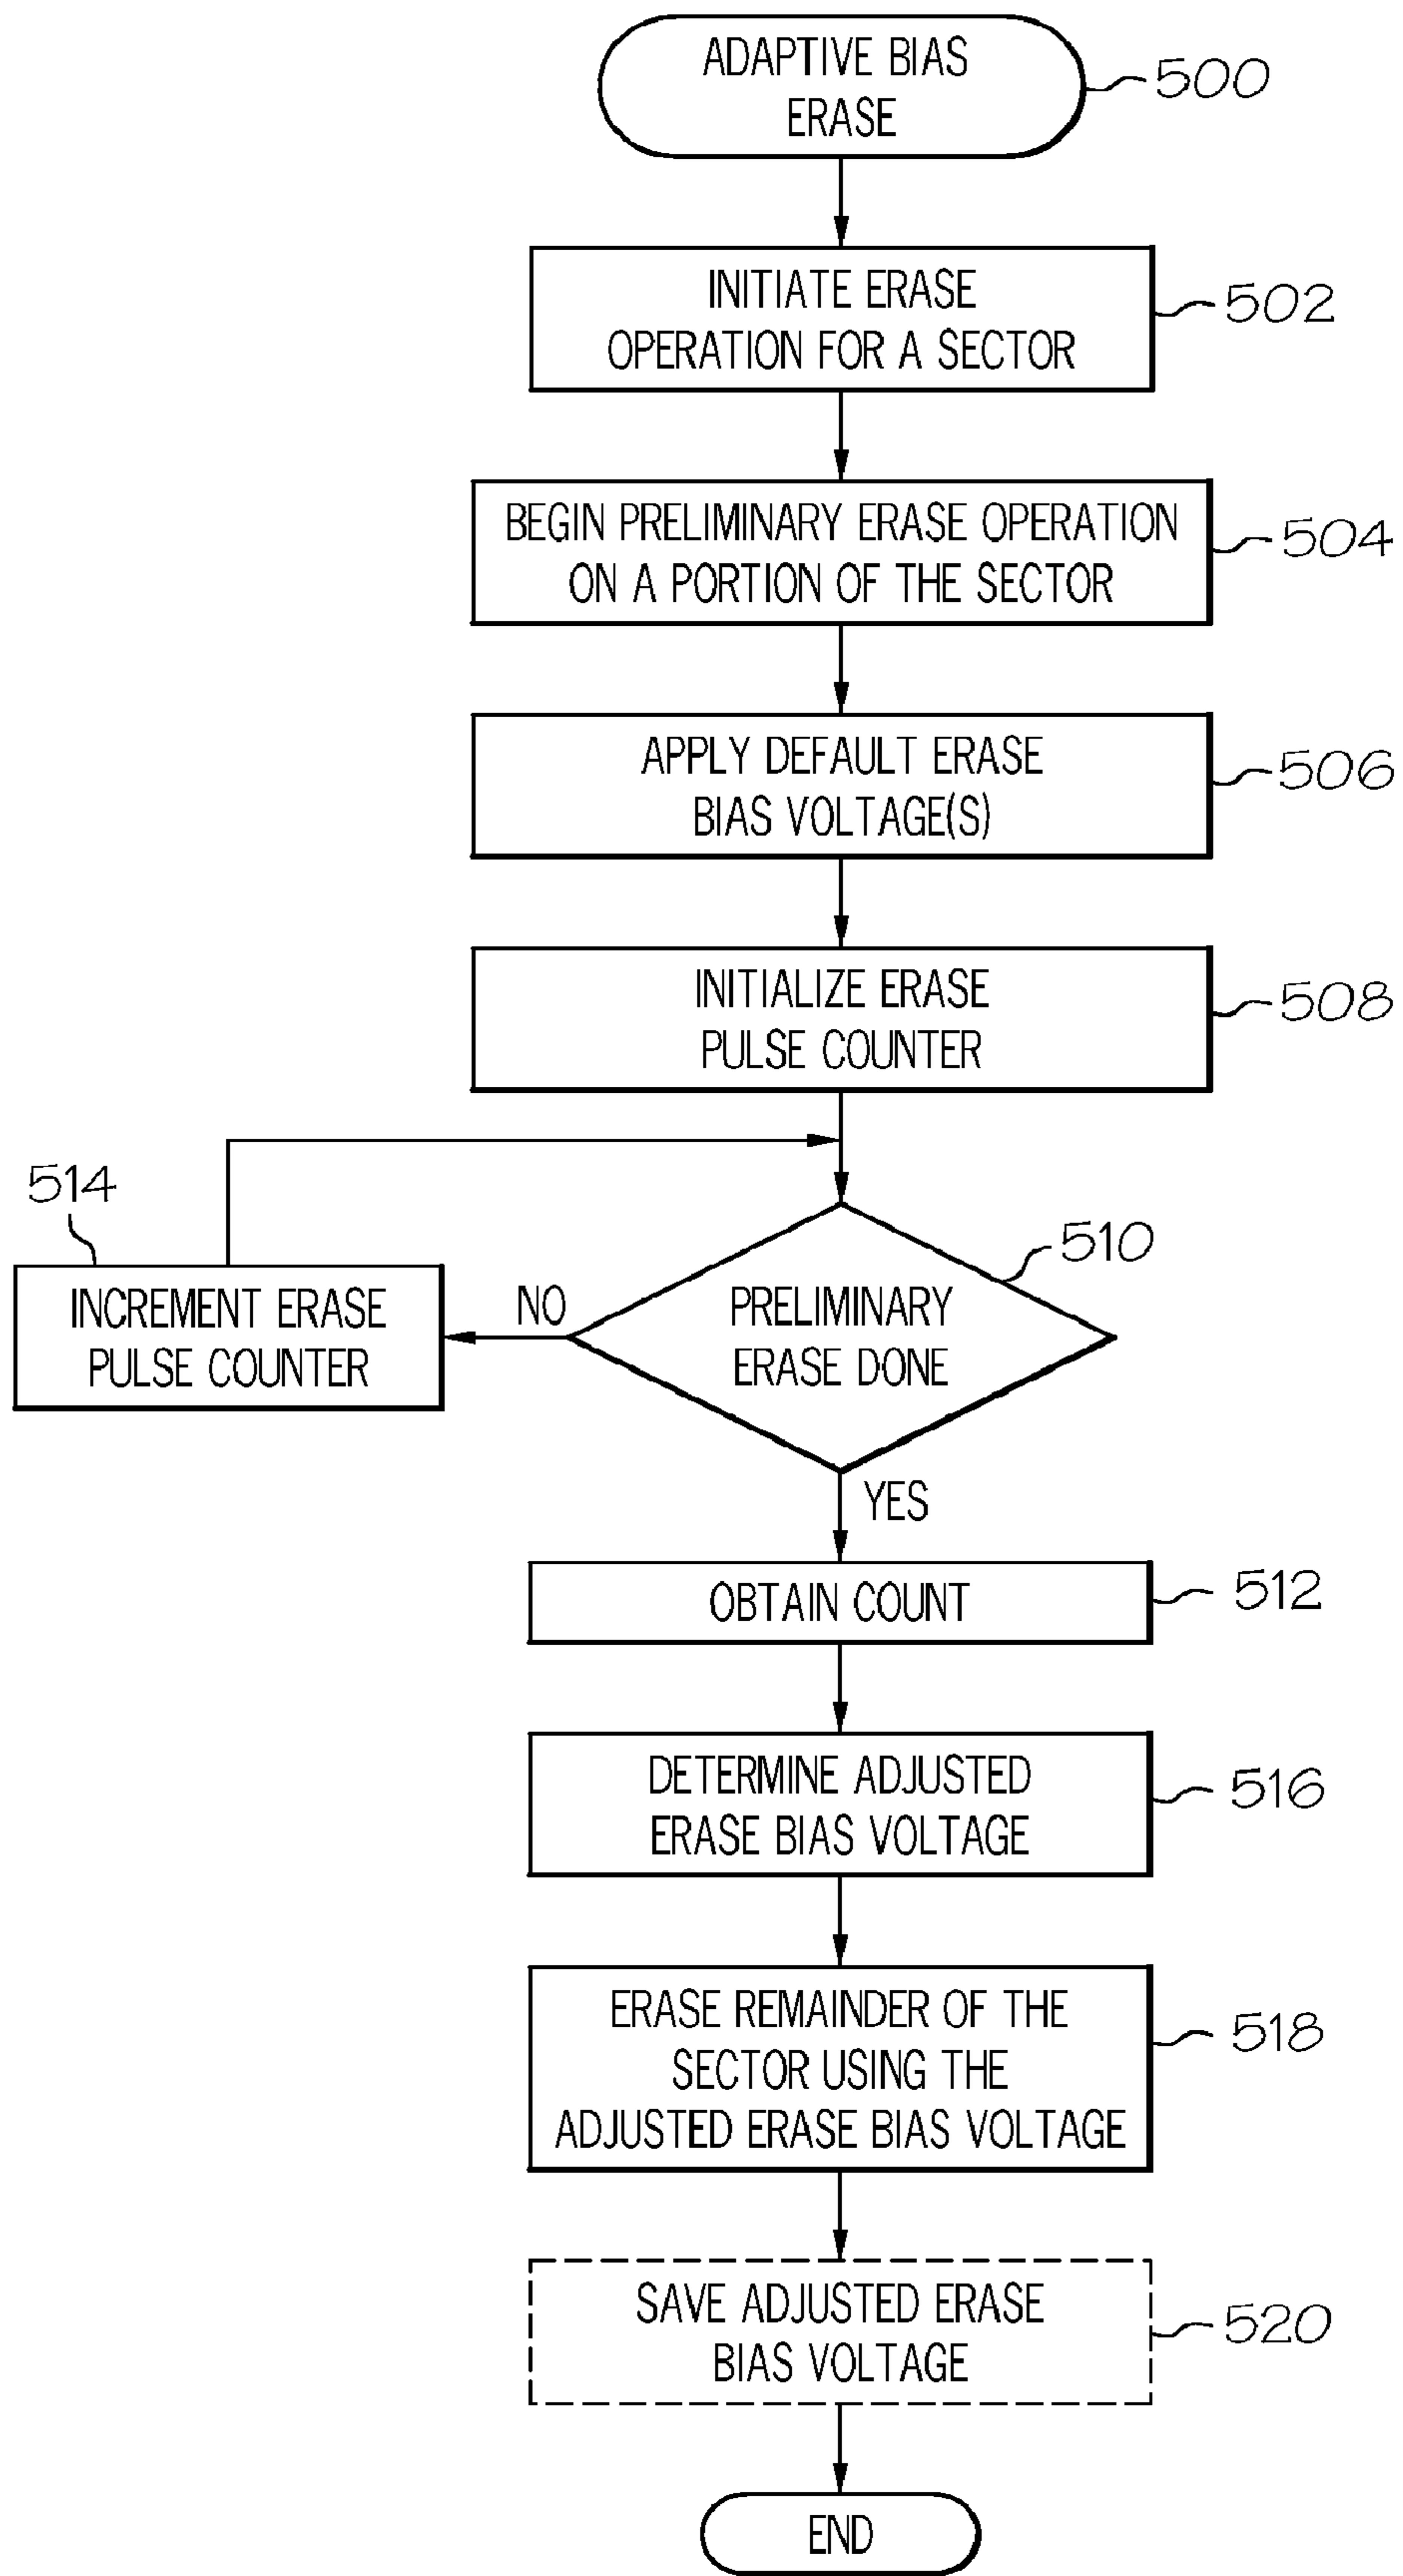 ADAPTIVE BIAS
ERASE
500
INITIATE ERASE
OPERATION FOR A SECTOR
502
BEGIN PRELIMINARY ERASE OPERATION
ON A PORTION OF THE SECTOR
504
APPLY DEFAULT ERASE
BIAS VOLTAGE(S)
506
INITIALIZE ERASE
PULSE COUNTER
508
514
INCREMENT ERASE
PULSE COUNTER
NO
PRELIMINARY
ERASE DONE
510
YES
OBTAIN COUNT
512
DETERMINE ADJUSTED
ERASE BIAS VOLTAGE
516
ERASE REMAINDER OF THE
SECTOR USING THE
ADJUSTED ERASE BIAS VOLTAGE
518
SAVE ADJUSTED ERASE
BIAS VOLTAGE
520
END